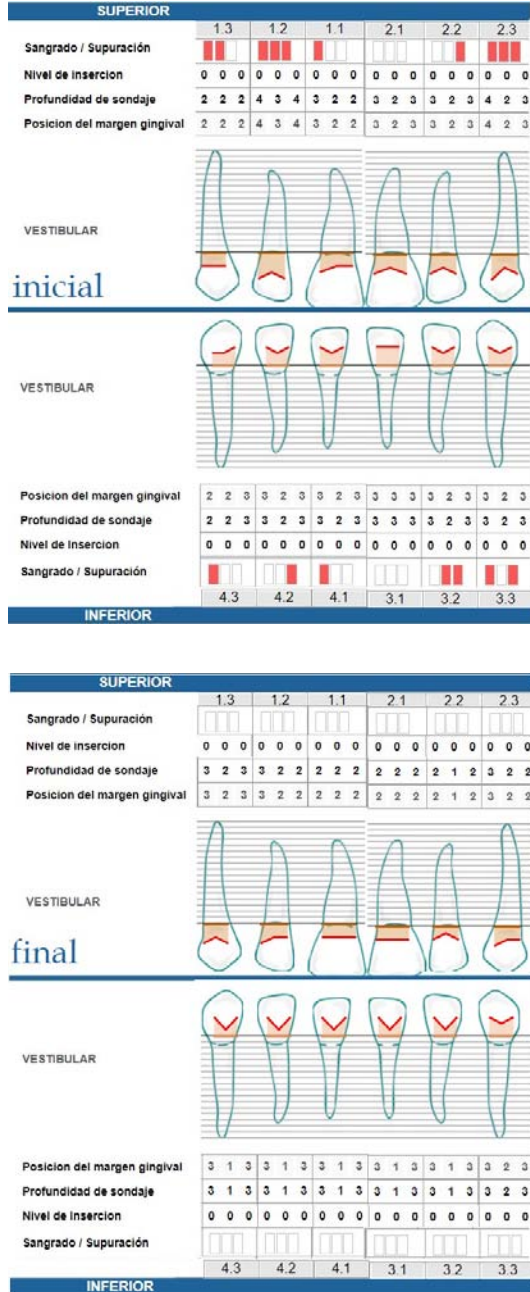 SUPERIOR
1.3 1.2 1.1 2.1 2.2 2.3
Sangrado / Supuración
Nivel de insercion 0 0 0 0 0 0 0 0 0 0 0 0 0 0 0 0 0 0
Profundidad de sondaje 2 2 2 4 3 4 3 2 2 3 2 3 3 2 3 4 2 3
Posicion del margen gingival 2 2 2 4 3 4 3 2 2 3 2 3 3 2 3 4 2 3
VESTIBULAR
inicial
VESTIBULAR
Posicion del margen gingival 2 2 3 3 2 3 3 2 3 3 3 3 3 2 3 3 2 3
Profundidad de sondaje 2 2 3 3 2 3 3 2 3 3 3 3 3 2 3 3 2 3
Nivel de Insercion 0 0 0 0 0 0 0 0 0 0 0 0 0 0 0 0 0 0
Sangrado / Supuración
4.3 4.2 4.1 3.1 3.2 3.3
INFERIOR
SUPERIOR
1.3 1.2 1.1 2.1 2.2 2.3
Sangrado / Supuración
Nivel de insercion 0 0 0 0 0 0 0 0 0 0 0 0 0 0 0 0 0 0
Profundidad de sondaje 3 2 3 3 2 2 2 2 2 2 2 2 2 1 2 3 2 2
Posicion del margen gingival 3 2 3 3 2 2 2 2 2 2 2 2 2 1 2 3 2 2
VESTIBULAR
final
VESTIBULAR
Posicion del margen gingival 3 1 3 3 1 3 3 1 3 3 1 3 3 1 3 3 2 3
Profundidad de sondaje 3 1 3 3 1 3 3 1 3 3 1 3 3 1 3 3 2 3
Nivel de Insercion 0 0 0 0 0 0 0 0 0 0 0 0 0 0 0 0 0 0
Sangrado / Supuración
4.3 4.2 4.1 3.1 3.2 3.3
INFERIOR